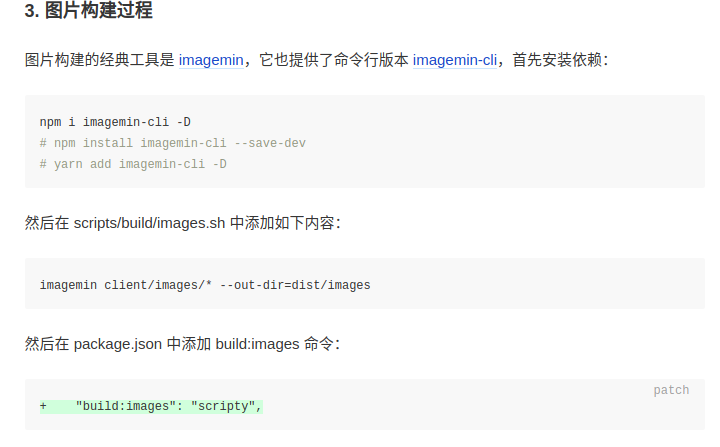 3. 图片构建过程
图片构建的经典工具是 imagemin，它也提供了命令行版本 imagemin-cli，首先安装依赖：
npm i imagemin-cli -D
# npm install imagemin-cli --save-dev
# yarn add imagemin-cli -D
然后在 scripts/build/images.sh 中添加如下内容：
imagemin client/images/* --out-dir=dist/images
然后在 package.json 中添加 build:images 命令：
patch
+    "build:images": "scripty",